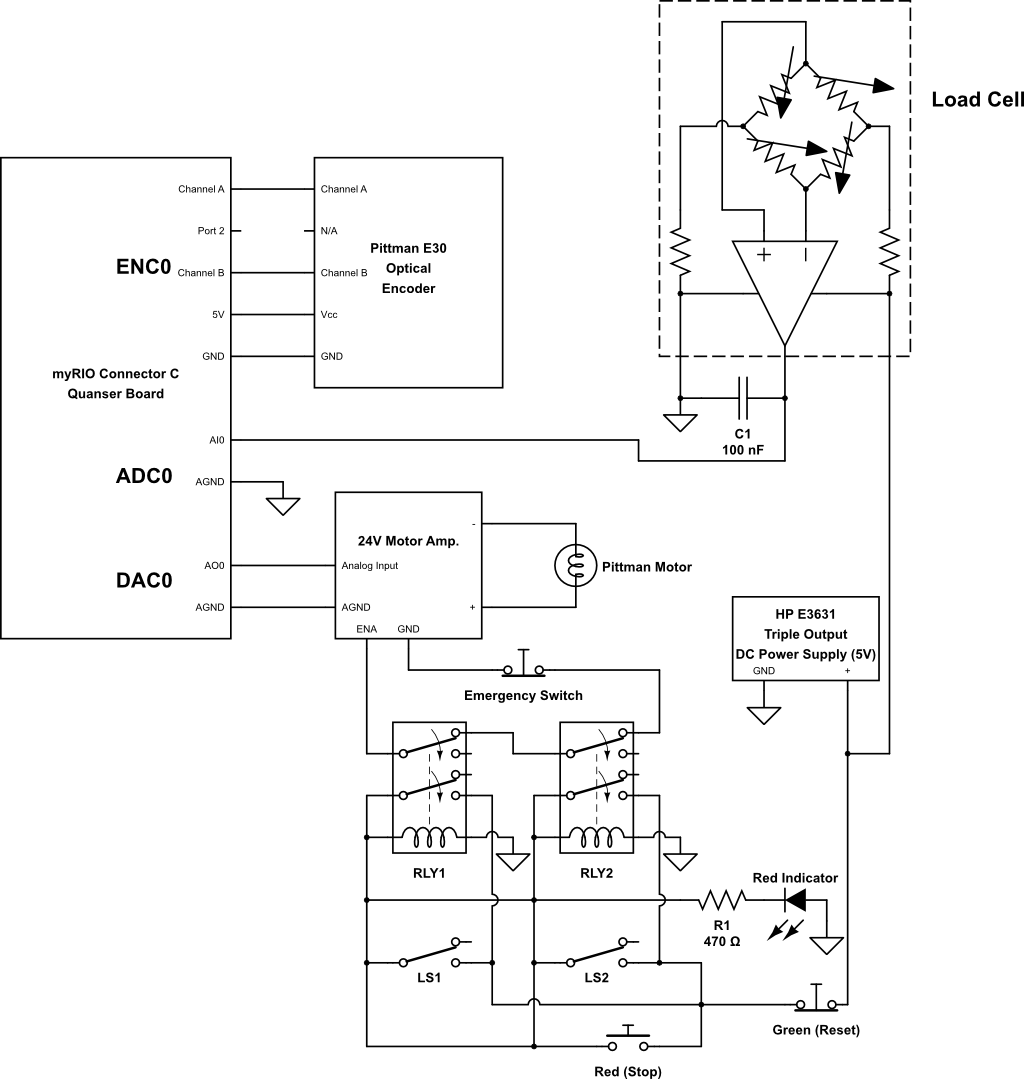 Load Cell
+
Channel A
Channel A
Port 2
N/A
ENC0
Channel B
Channel B
5V
Vcc
GND
GND
Pittman E30
Optical
Encoder
myRIO Connector C
Quanser Board
C1
100 nF
AI0
ADC0
AGND
24V Motor Amp.
-
DAC0
AO0
Analog Input
Pittman Motor
AGND
AGND
+
ENA
GND
HP E3631
Triple Output
DC Power Supply (5V)
GND
+
Emergency Switch
RLY1
RLY2
Red Indicator
R1
470 Ω
LS1
LS2
Green (Reset)
Red (Stop)